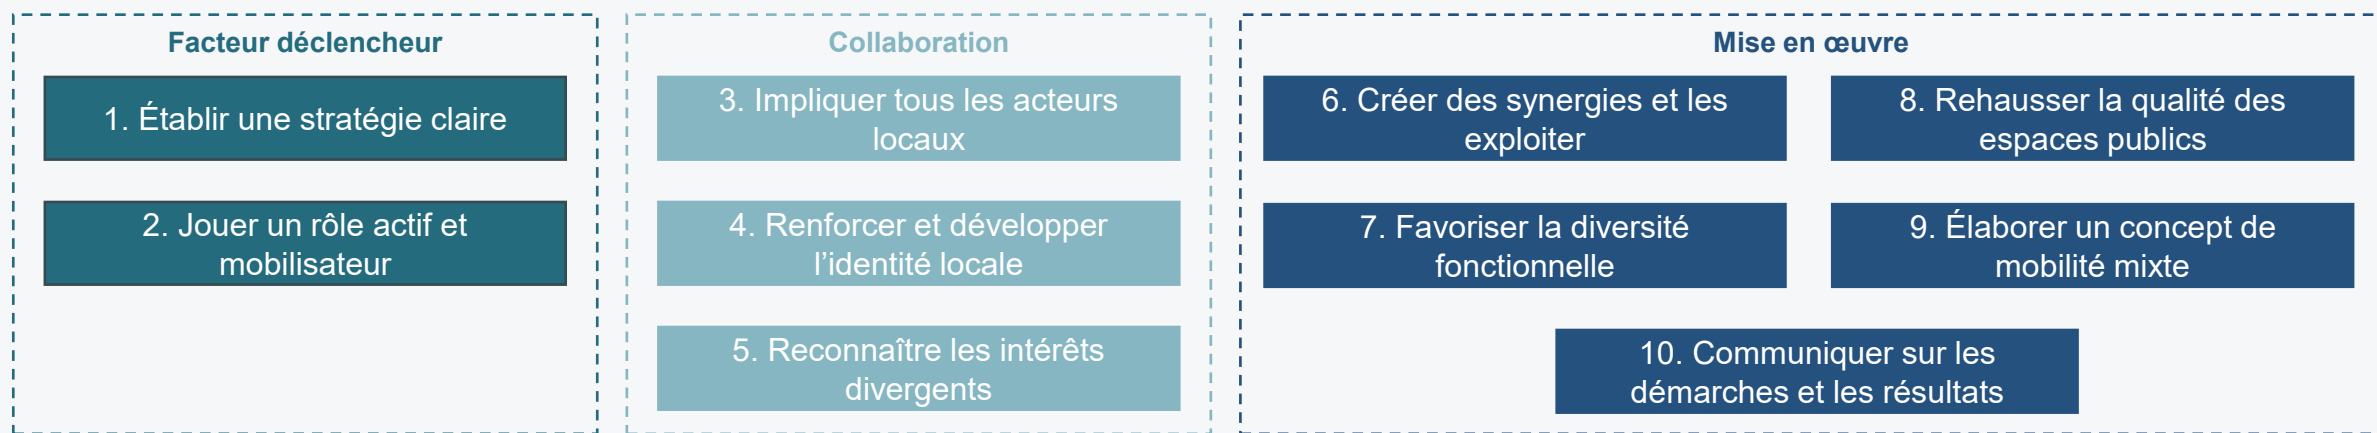 Facteur déclencheur
1. Établir une stratégie claire
2. Jouer un rôle actif et
mobilisateur
Collaboration
3. Impliquer tous les acteurs
locaux
4. Renforcer et développer
l’identité locale
5. Reconnaître les intérêts
divergents
Mise en œuvre
6. Créer des synergies et les
exploiter
7. Favoriser la diversité
fonctionnelle
8. Rehausser la qualité des
espaces publics
9. Élaborer un concept de
mobilité mixte
10. Communiquer sur les
démarches et les résultats